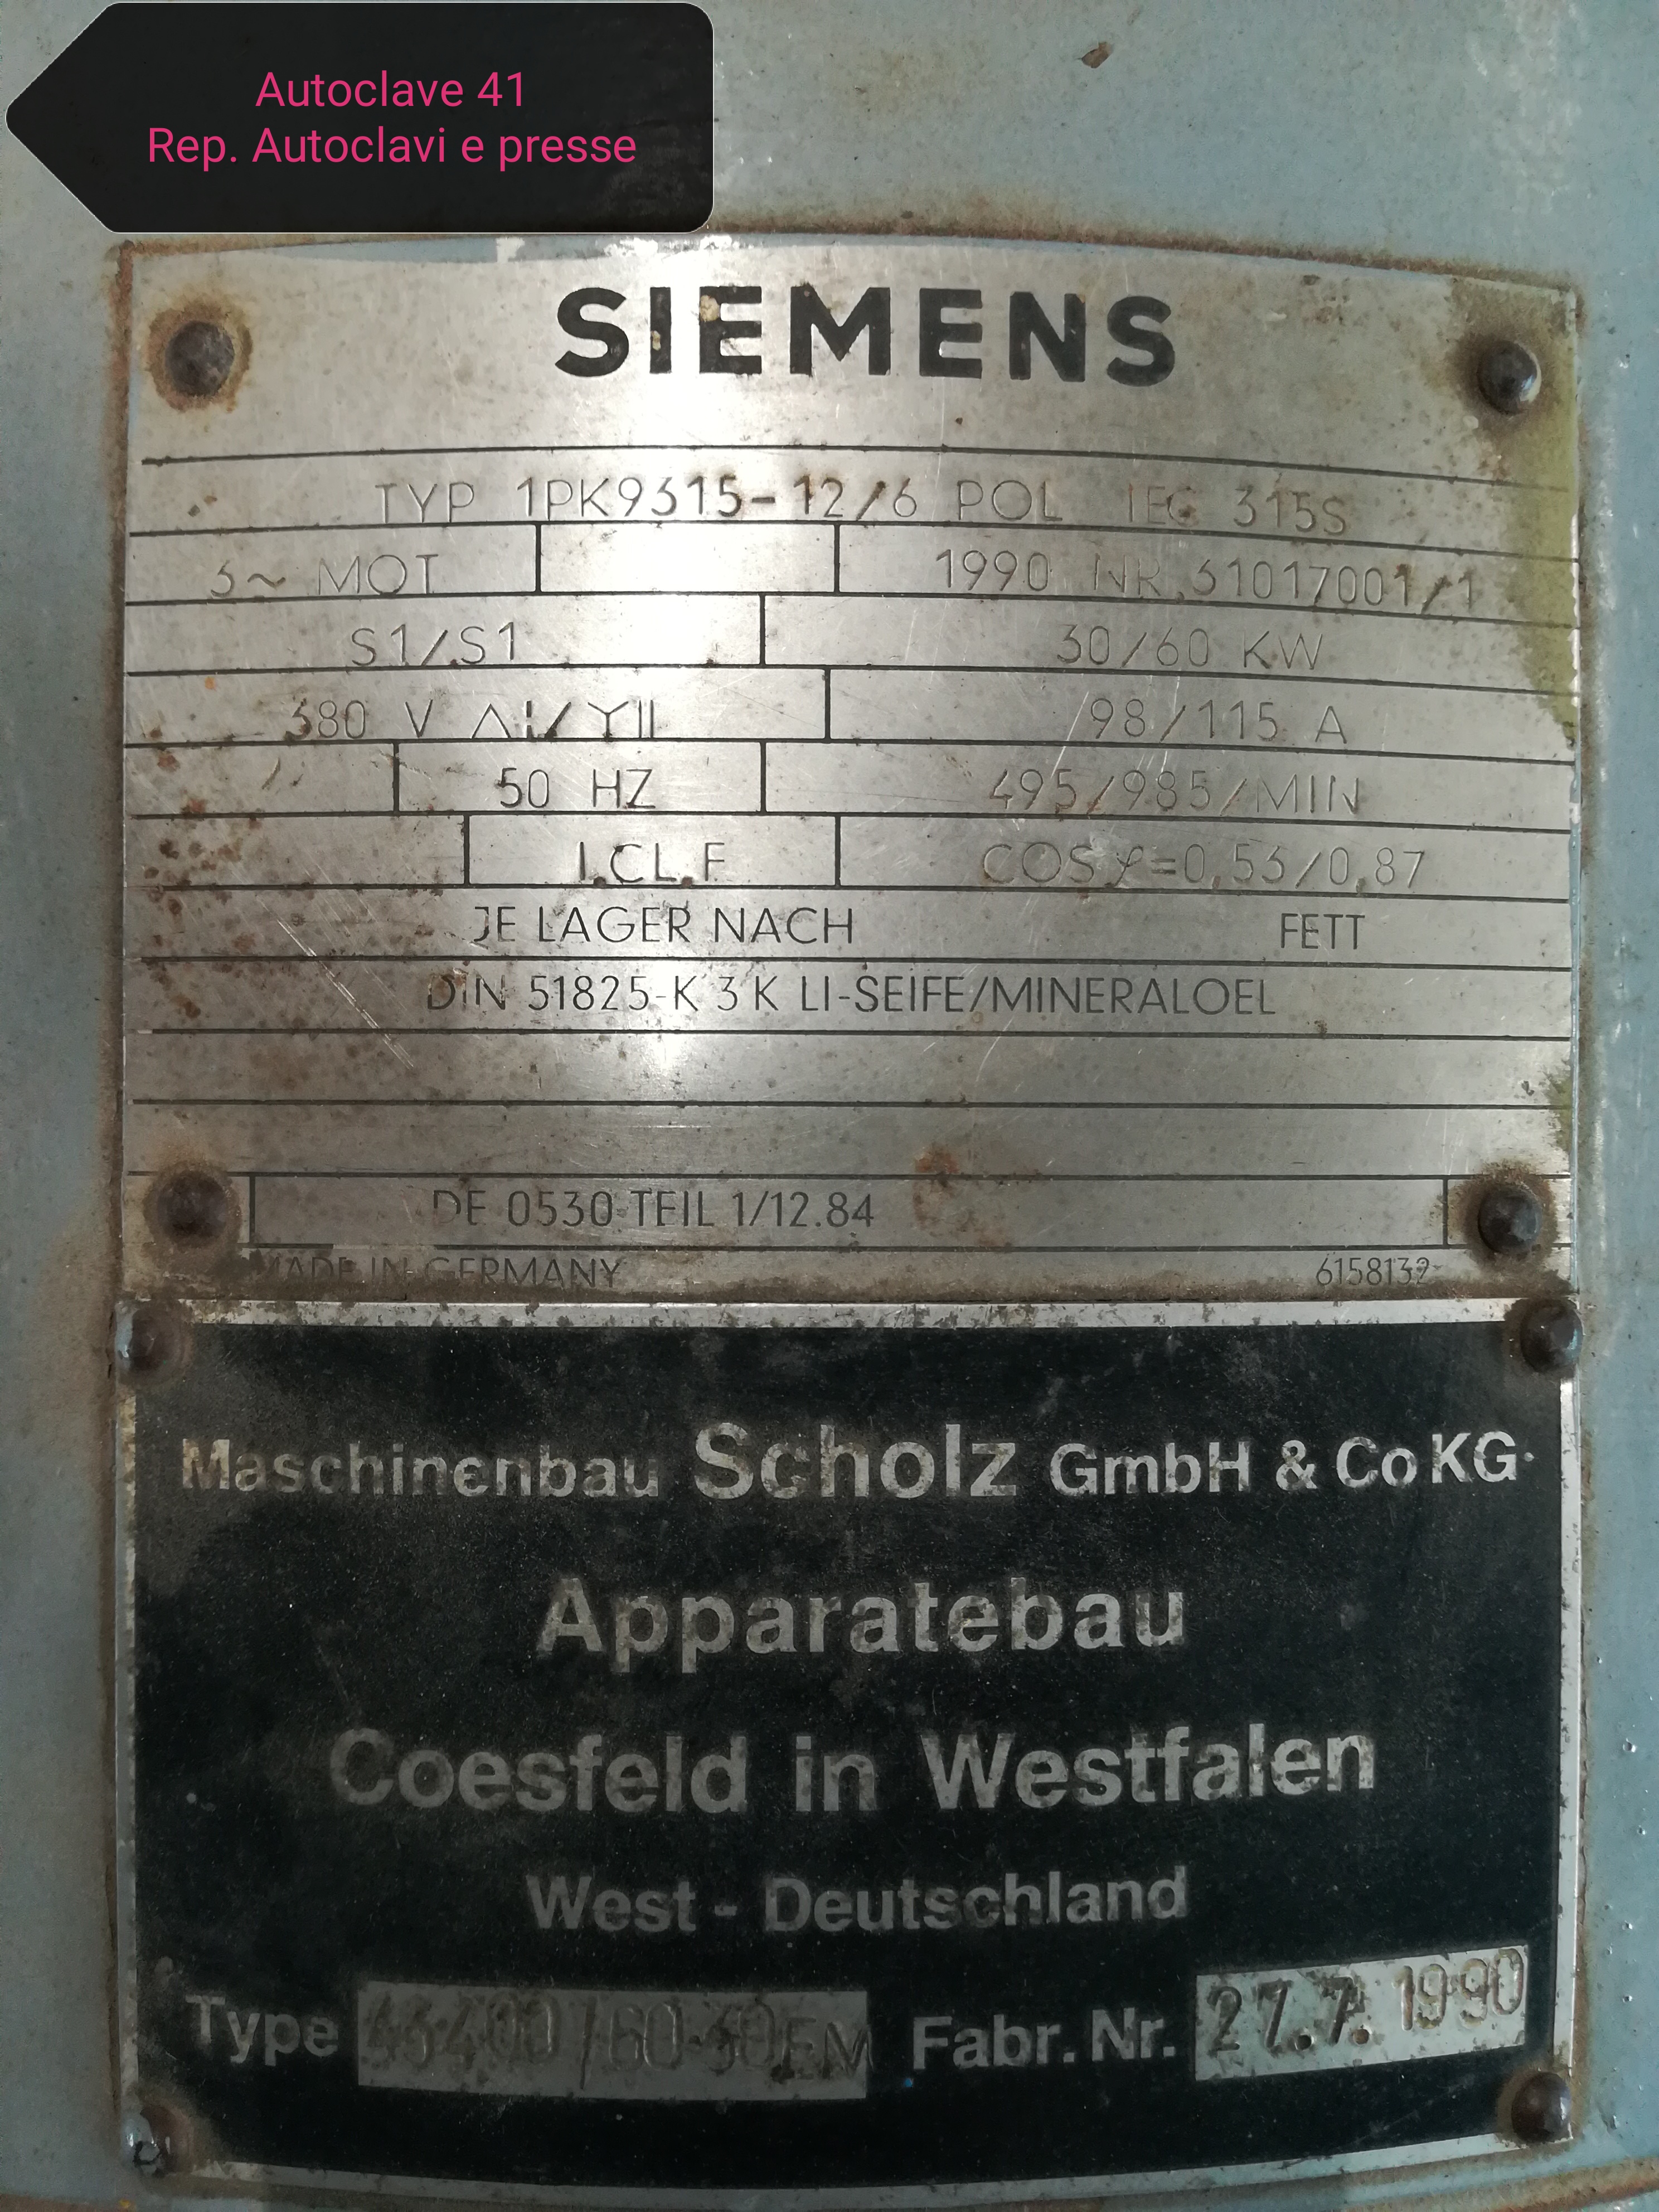 Autoclave 41
Rep. Autoclavi e presse
SIEMENS
TYP 1PK9315-12/6 POL IEC 315S
3~ MOT 1990 NR.31017001/1
S1/S1 30/60 KW
380 V △I/YII 98/115 A
50 HZ 495/985/MIN
I.CL.F COSφ=0,53/0,87
JE LAGER NACH FETT
DIN 51825-K 3 K LI-SEIFE/MINERALOEL
DE 0530 TEIL 1/12.84
MADE IN GERMANY 6158132
Maschinenbau Scholz GmbH & Co KG.
Apparatebau
Coesfeld in Westfalen
West - Deutschland
Type Fabr. Nr. 27.7.1990